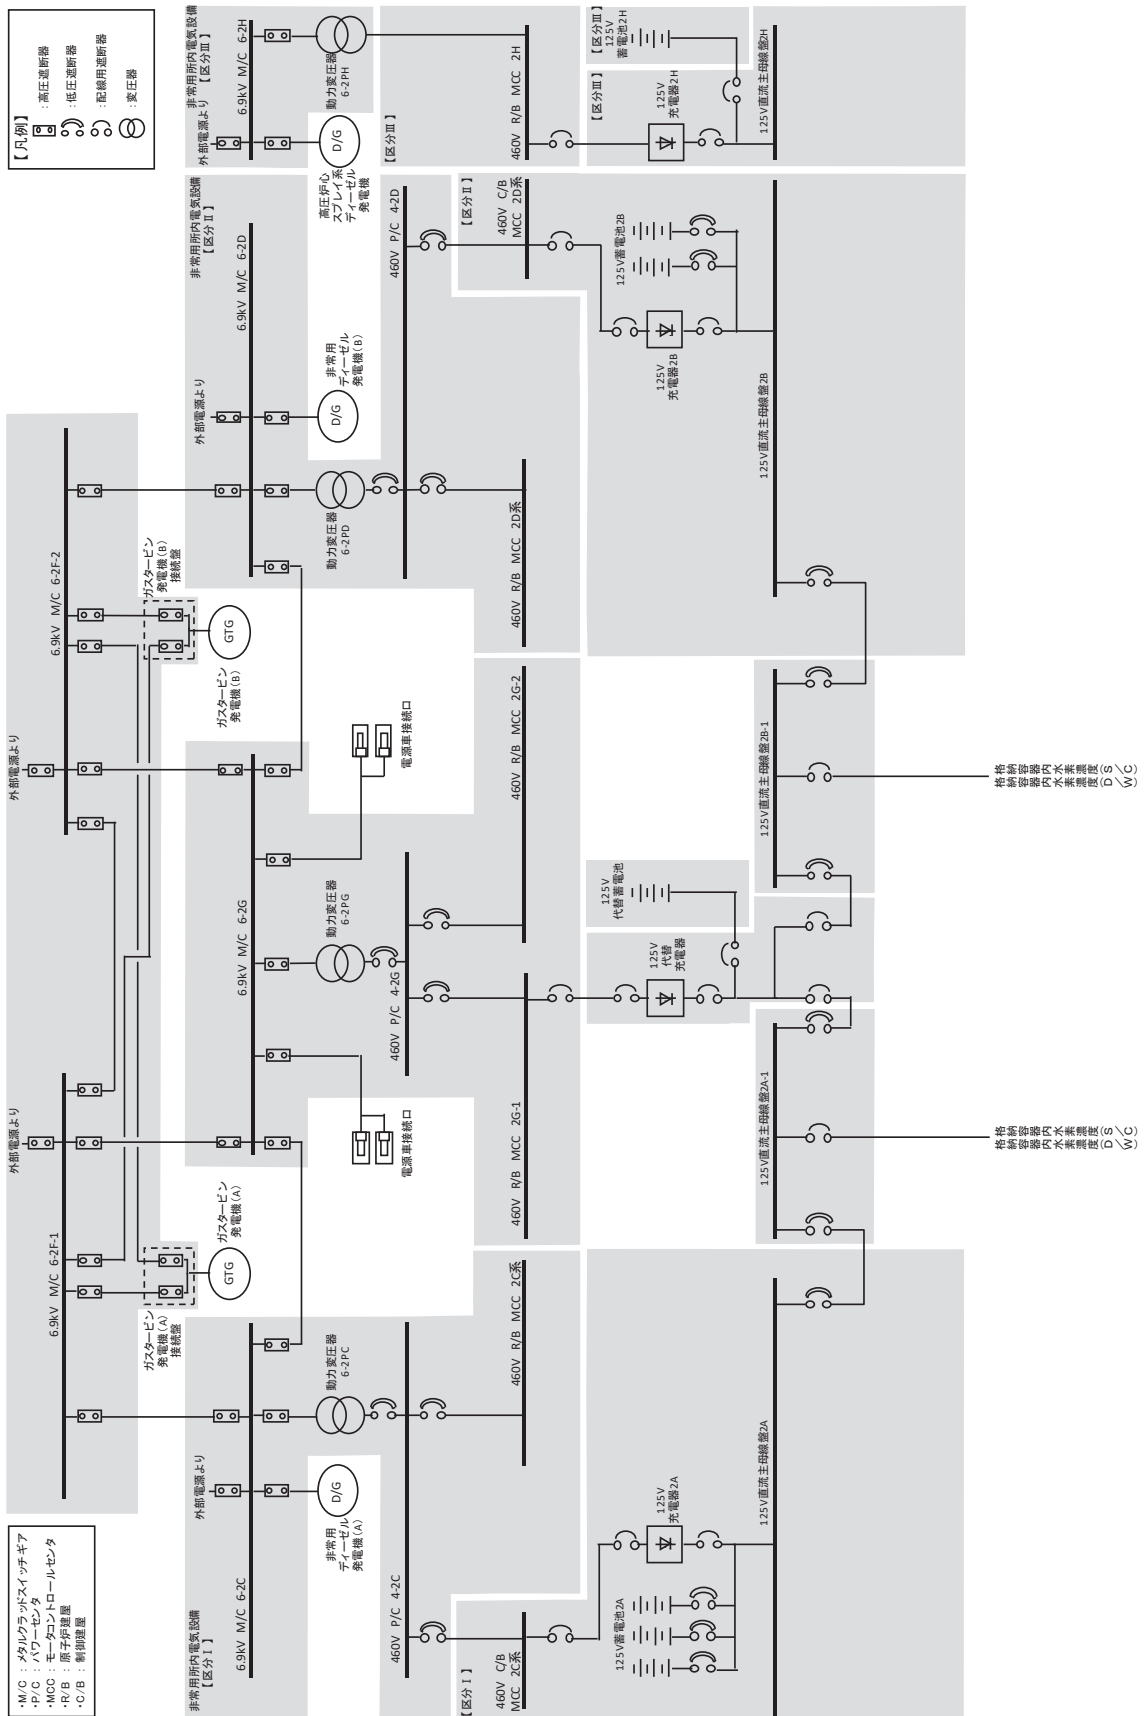 ・M/C ： メタルクラッドスイッチギア
・P/C ： パワーセンタ
・MCC ： モータコントロールセンタ
・R/B ： 原子炉建屋
・C/B ： 制御建屋
【凡例】
：高圧遮断器
：低圧遮断器
：配線用遮断器
：変圧器
外部電源より
外部電源より
6.9kV M/C 6-2F-1
6.9kV M/C 6-2F-2
ガスタービン
発電機(A)
接続盤
GTG
ガスタービン
発電機(A)
ガスタービン
発電機(B)
GTG
ガスタービン
発電機(B)
接続盤
非常用所内電気設備
【区分Ⅰ】
外部電源より
6.9kV M/C 6-2C
D/G
非常用
ディーゼル
発電機(A)
動力変圧器
6-2PC
460V P/C 4-2C
460V R/B MCC 2C系
【区分Ⅰ】
460V C/B
MCC 2C系
125V蓄電池2A
125V
充電器2A
125V直流主母線盤2A
6.9kV M/C 6-2G
電源車接続口
動力変圧器
6-2PG
電源車接続口
460V P/C 4-2G
460V R/B MCC 2G-1
460V R/B MCC 2G-2
125V
代替
充電器
125V
代替蓄電池
125V直流主母線盤2A-1
125V直流主母線盤2B-1
格納容器内水素濃度(D/W)
格納容器内水素濃度(S/C)
格納容器内水素濃度(D/W)
格納容器内水素濃度(S/C)
非常用所内電気設備
【区分Ⅱ】
外部電源より
6.9kV M/C 6-2D
動力変圧器
6-2PD
D/G
非常用
ディーゼル
発電機(B)
460V P/C 4-2D
460V R/B MCC 2D系
【区分Ⅱ】
460V C/B
MCC 2D系
125V蓄電池2B
125V
充電器2B
125V直流主母線盤2B
非常用所内電気設備
【区分Ⅲ】
外部電源より
6.9kV M/C 6-2H
D/G
高圧炉心
スプレイ系
ディーゼル
発電機
動力変圧器
6-2PH
【区分Ⅲ】
460V R/B MCC 2H
【区分Ⅲ】
125V
蓄電池2H
【区分Ⅲ】
125V
充電器2H
125V直流主母線盤2H